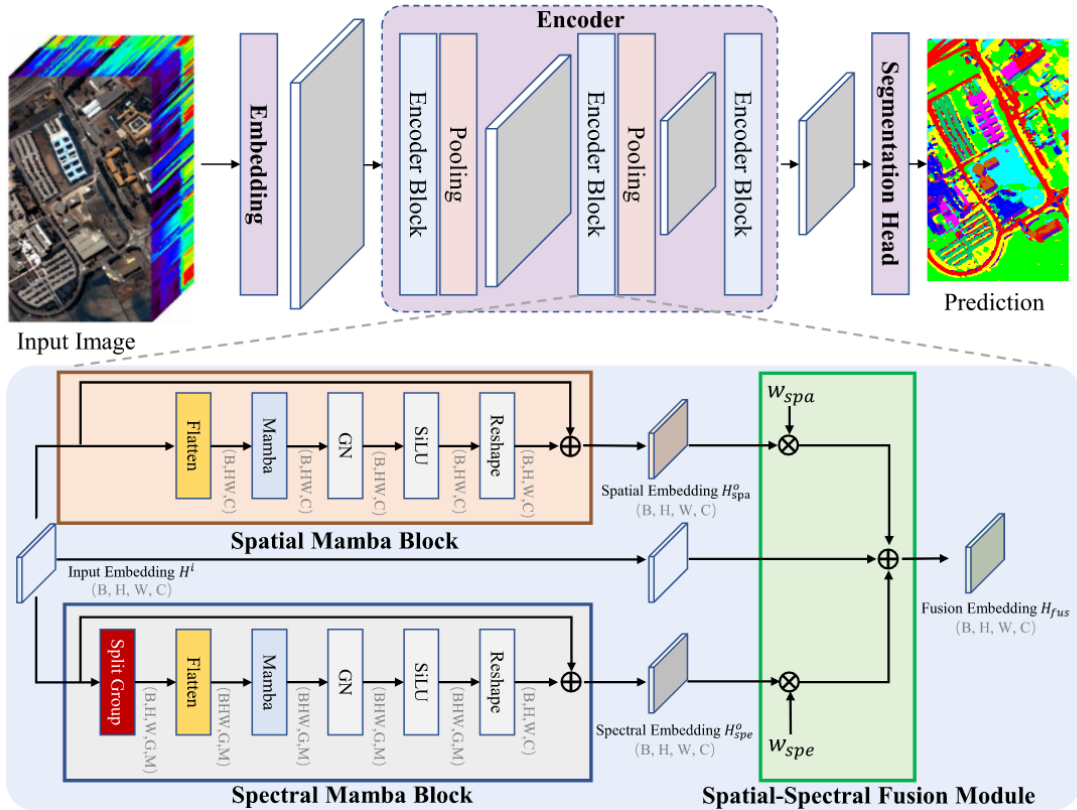 Encoder
Embedding
Encoder Block
Pooling
Encoder Block
Pooling
Encoder Block
Segmentation Head
Input Image
Prediction
Flatten
(B,HW,C)
Mamba
(B,HW,C)
GN
(B,HW,C)
SiLU
(B,HW,C)
Reshape
(B,H,W,C)
Spatial Mamba Block
Spatial Embedding H^o_spa
(B, H, W, C)
w_spa
Input Embedding H^i
(B, H, W, C)
Fusion Embedding H_fus
(B, H, W, C)
Split Group
(B,H,W,G,M)
Flatten
(BHW,G,M)
Mamba
(BHW,G,M)
GN
(BHW,G,M)
SiLU
(BHW,G,M)
Reshape
(B,H,W,C)
Spectral Embedding H^o_spe
(B, H, W, C)
w_spe
Spectral Mamba Block
Spatial-Spectral Fusion Module